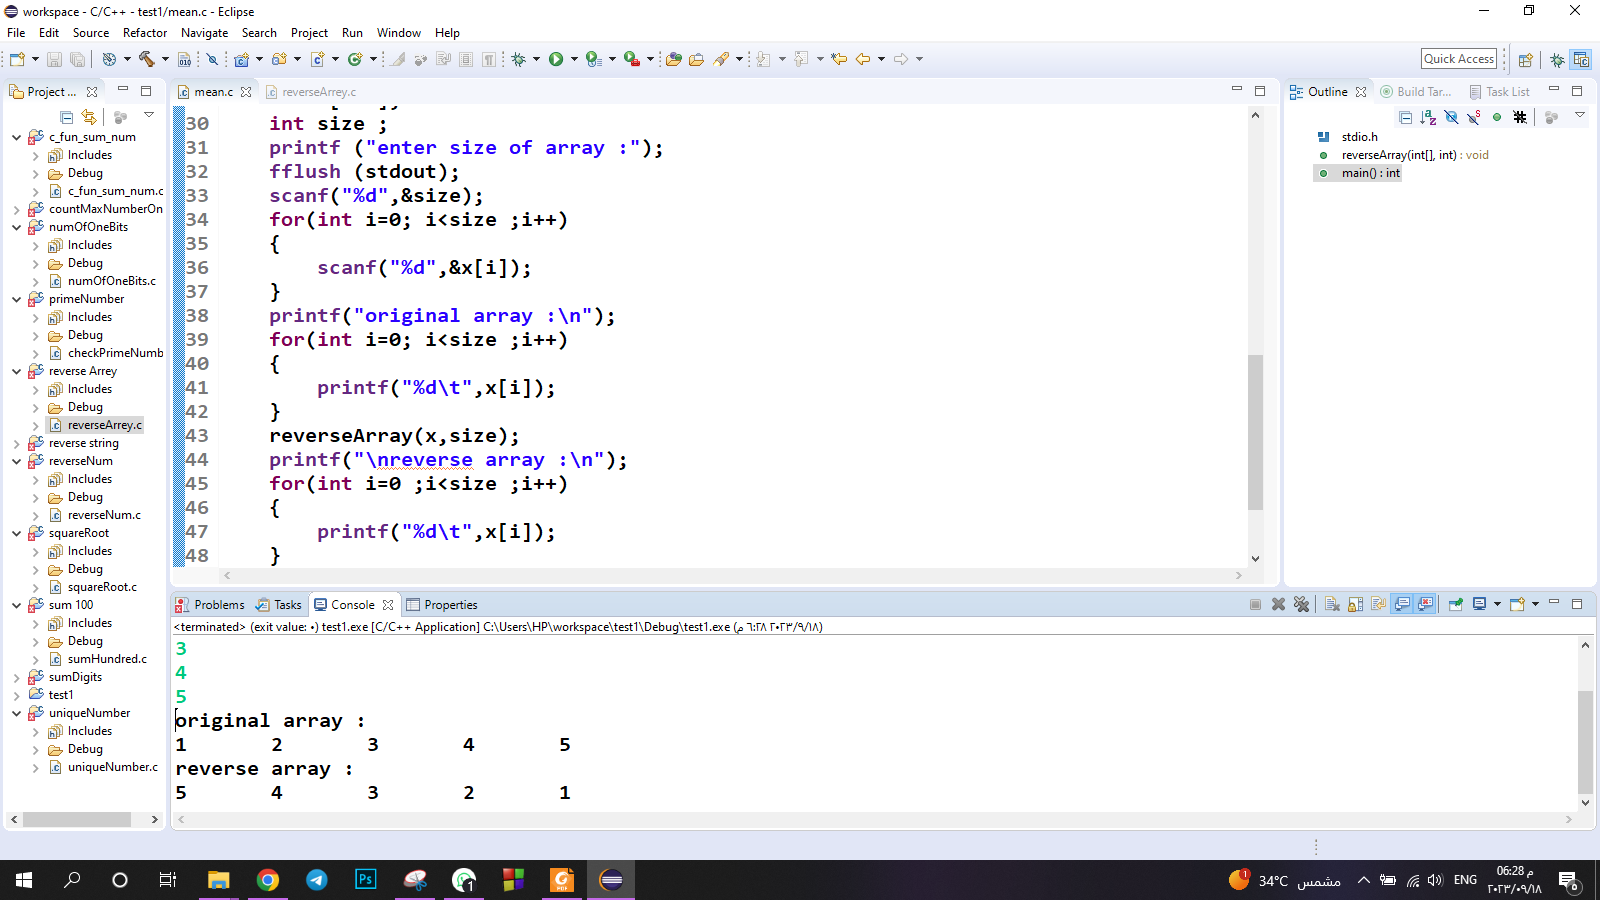 workspace - C/C++ - test1/mean.c - Eclipse
File Edit Source Refactor Navigate Search Project Run Window Help
Quick Access
Project ...
c_fun_sum_num
Includes
Debug
c_fun_sum_num.c
countMaxNumberOn
numOfOneBits
Includes
Debug
numOfOneBits.c
primeNumber
Includes
Debug
checkPrimeNumb
reverse Array
Includes
Debug
reverseArrey.c
reverse string
reverseNum
Includes
Debug
reverseNum.c
squareRoot
Includes
Debug
squareRoot.c
sum 100
Includes
Debug
sumHundred.c
sumDigits
test1
uniqueNumber
Includes
Debug
uniqueNumber.c
mean.c reverseArrey.c
30 int size ;
31 printf ("enter size of array :");
32 fflush (stdout);
33 scanf("%d",&size);
34 for(int i=0; i<size ;i++)
35 {
36 scanf("%d",&x[i]);
37 }
38 printf("original array :\n");
39 for(int i=0; i<size ;i++)
40 {
41 printf("%d\t",x[i]);
42 }
43 reverseArray(x,size);
44 printf("\nreverse array :\n");
45 for(int i=0 ;i<size ;i++)
46 {
47 printf("%d\t",x[i]);
48 }
Outline Build Tar... Task List
stdio.h
reverseArray(int[], int) : void
main() : int
Problems Tasks Console Properties
<terminated> (exit value: ٠) test1.exe [C/C++ Application] C:\Users\HP\workspace\test1\Debug\test1.exe (٢٠٢٣/٩/١٨ ٦:٢٨ م)
3
4
5
original array :
1 2 3 4 5
reverse array :
5 4 3 2 1
34°C مشمس
ENG
06:28 م
٢٠٢٣/٠٩/١٨